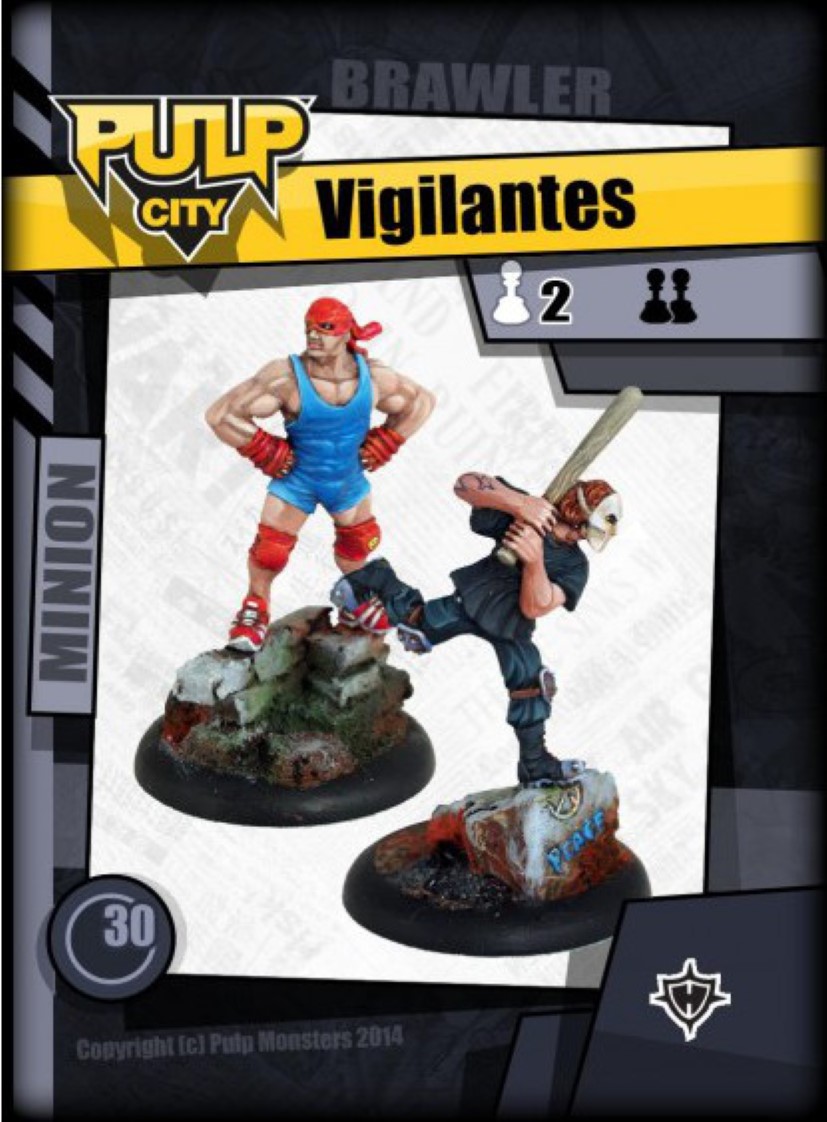 BRAWLER
PULP
CITY
Vigilantes
2
MINION
PEACE
30
H
Copyright (c) Pulp Monsters 2014